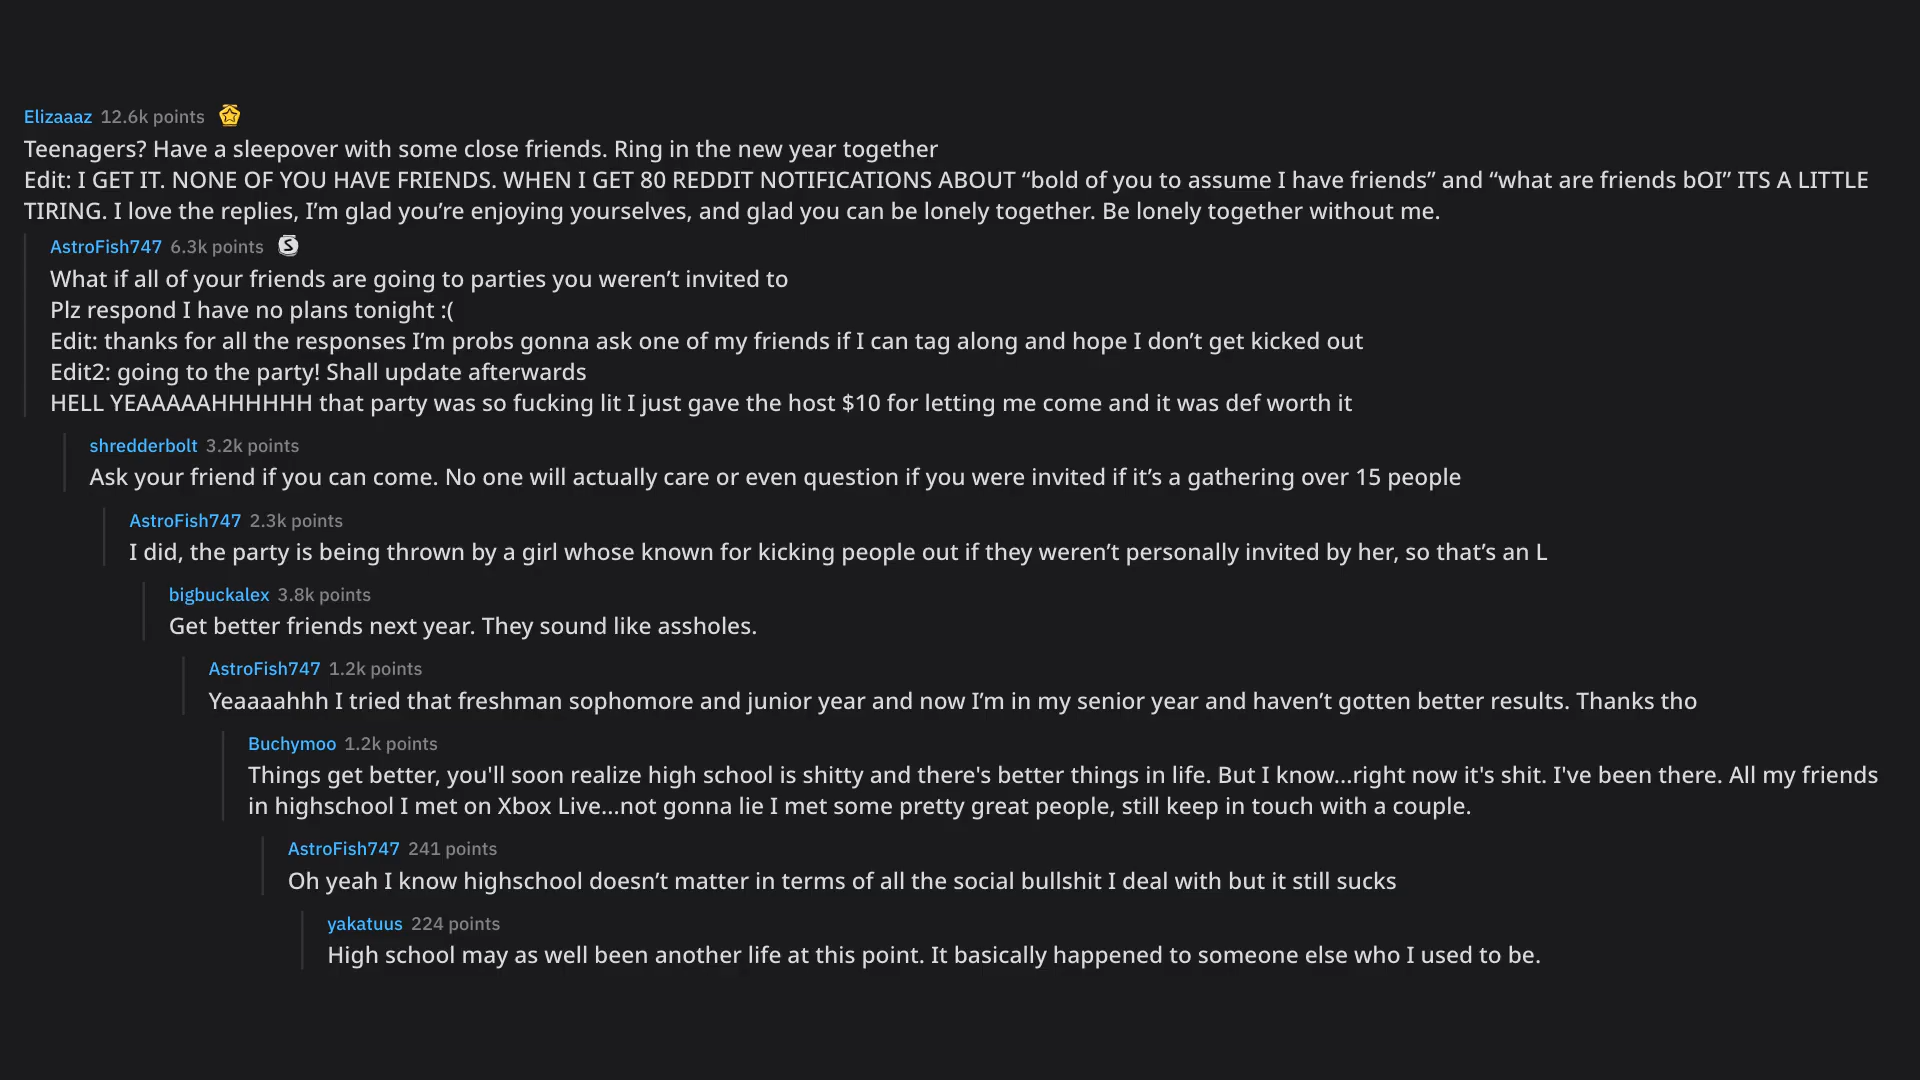 Elizaaaz 12.6k points
Teenagers? Have a sleepover with some close friends. Ring in the new year together
Edit: I GET IT. NONE OF YOU HAVE FRIENDS. WHEN I GET 80 REDDIT NOTIFICATIONS ABOUT “bold of you to assume I have friends” and “what are friends bOI” ITS A LITTLE
TIRING. I love the replies, I’m glad you’re enjoying yourselves, and glad you can be lonely together. Be lonely together without me.
AstroFish747 6.3k points S
What if all of your friends are going to parties you weren’t invited to
Plz respond I have no plans tonight :(
Edit: thanks for all the responses I’m probs gonna ask one of my friends if I can tag along and hope I don’t get kicked out
Edit2: going to the party! Shall update afterwards
HELL YEAAAAAHHHHHH that party was so fucking lit I just gave the host $10 for letting me come and it was def worth it
shredderbolt 3.2k points
Ask your friend if you can come. No one will actually care or even question if you were invited if it’s a gathering over 15 people
AstroFish747 2.3k points
I did, the party is being thrown by a girl whose known for kicking people out if they weren’t personally invited by her, so that’s an L
bigbuckalex 3.8k points
Get better friends next year. They sound like assholes.
AstroFish747 1.2k points
Yeaaaahhh I tried that freshman sophomore and junior year and now I’m in my senior year and haven’t gotten better results. Thanks tho
Buchymoo 1.2k points
Things get better, you'll soon realize high school is shitty and there's better things in life. But I know...right now it's shit. I've been there. All my friends
in highschool I met on Xbox Live...not gonna lie I met some pretty great people, still keep in touch with a couple.
AstroFish747 241 points
Oh yeah I know highschool doesn’t matter in terms of all the social bullshit I deal with but it still sucks
yakatuus 224 points
High school may as well been another life at this point. It basically happened to someone else who I used to be.